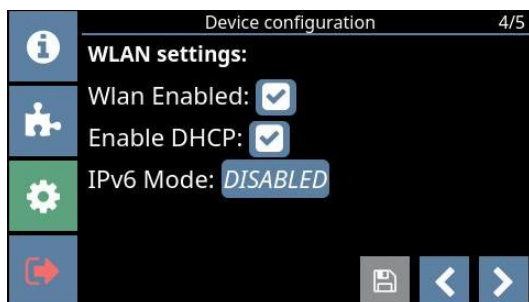 Device configuration 4/5
WLAN settings:
Wlan Enabled:
Enable DHCP:
IPv6 Mode: DISABLED